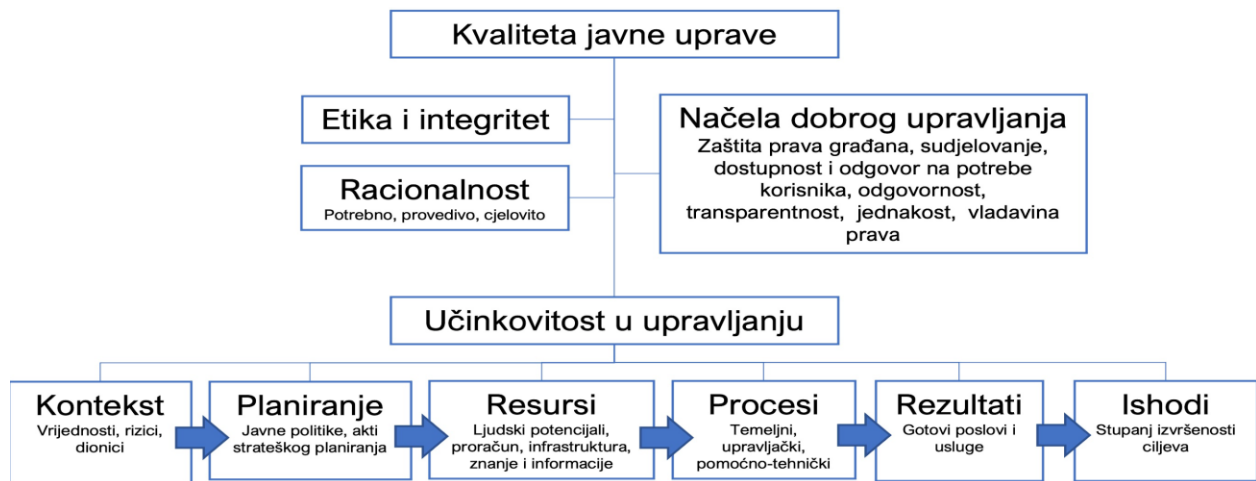 Kvaliteta javne uprave
Etika i integritet
Načela dobrog upravljanja
Zaštita prava građana, sudjelovanje,
dostupnost i odgovor na potrebe
korisnika, odgovornost,
transparentnost, jednakost, vladavina
prava
Racionalnost
Potrebno, provedivo, cjelovito
Učinkovitost u upravljanju
Kontekst
Vrijednosti, rizici,
dionici
Planiranje
Javne politike, akti
strateškog planiranja
Resursi
Ljudski potencijali,
proračun, infrastruktura,
znanje i informacije
Procesi
Temeljni,
upravljački,
pomoćno-tehnički
Rezultati
Gotovi poslovi i
usluge
Ishodi
Stupanj izvršenosti
ciljeva